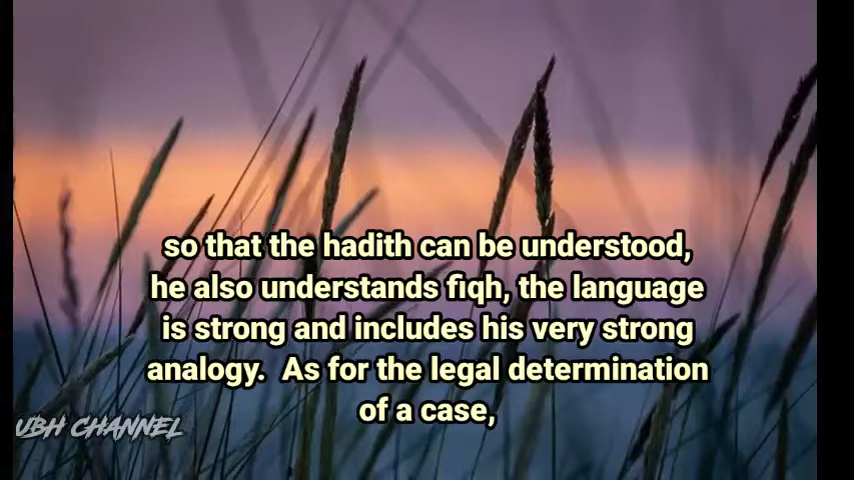 so that the hadith can be understood,
he also understands fiqh, the language
is strong and includes his very strong
analogy.  As for the legal determination
of a case,
UBH CHANNEL